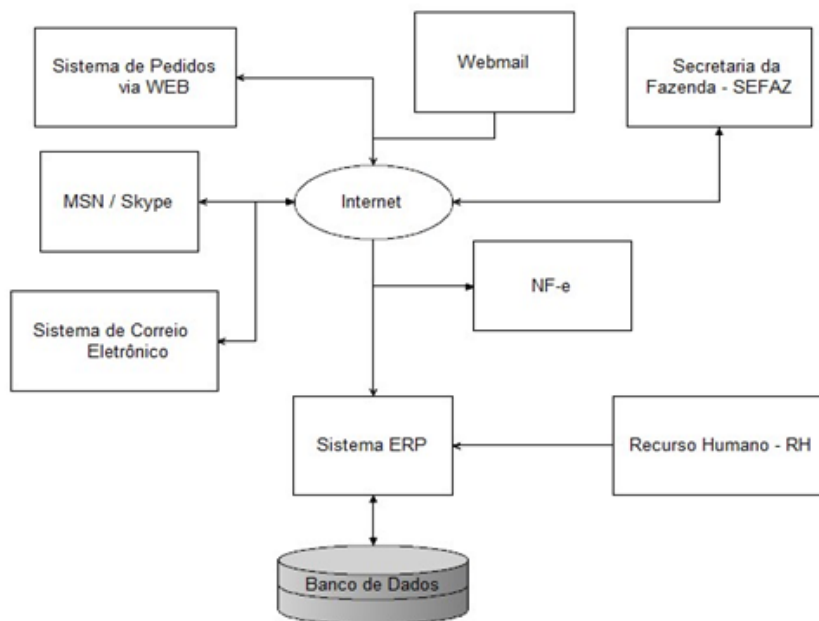 Sistema de Pedidos
via WEB
Webmail
Secretaria da
Fazenda - SEFAZ
MSN / Skype
Internet
NF-e
Sistema de Correio
Eletrônico
Sistema ERP
Recurso Humano - RH
Banco de Dados